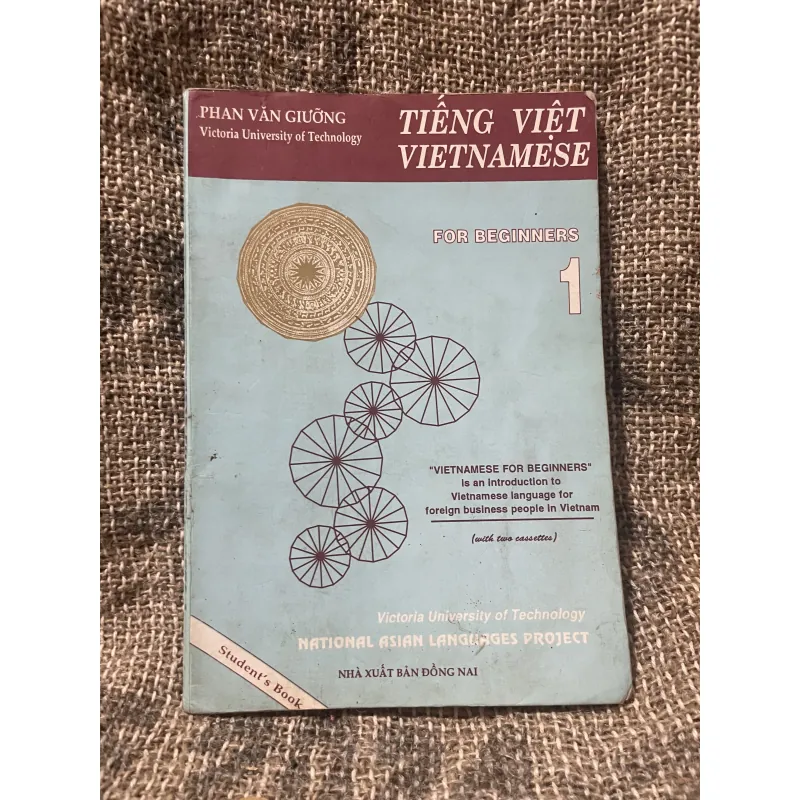 PHAN VĂN GIƯỠNG
Victoria University of Technology
TIẾNG VIỆT
VIETNAMESE
FOR BEGINNERS
1
"VIETNAMESE FOR BEGINNERS"
is an introduction to
Vietnamese language for
foreign business people in Vietnam
(with two cassettes)
Victoria University of Technology
NATIONAL ASIAN LANGUAGES PROJECT
Student's Book
NHÀ XUẤT BẢN ĐỒNG NAI